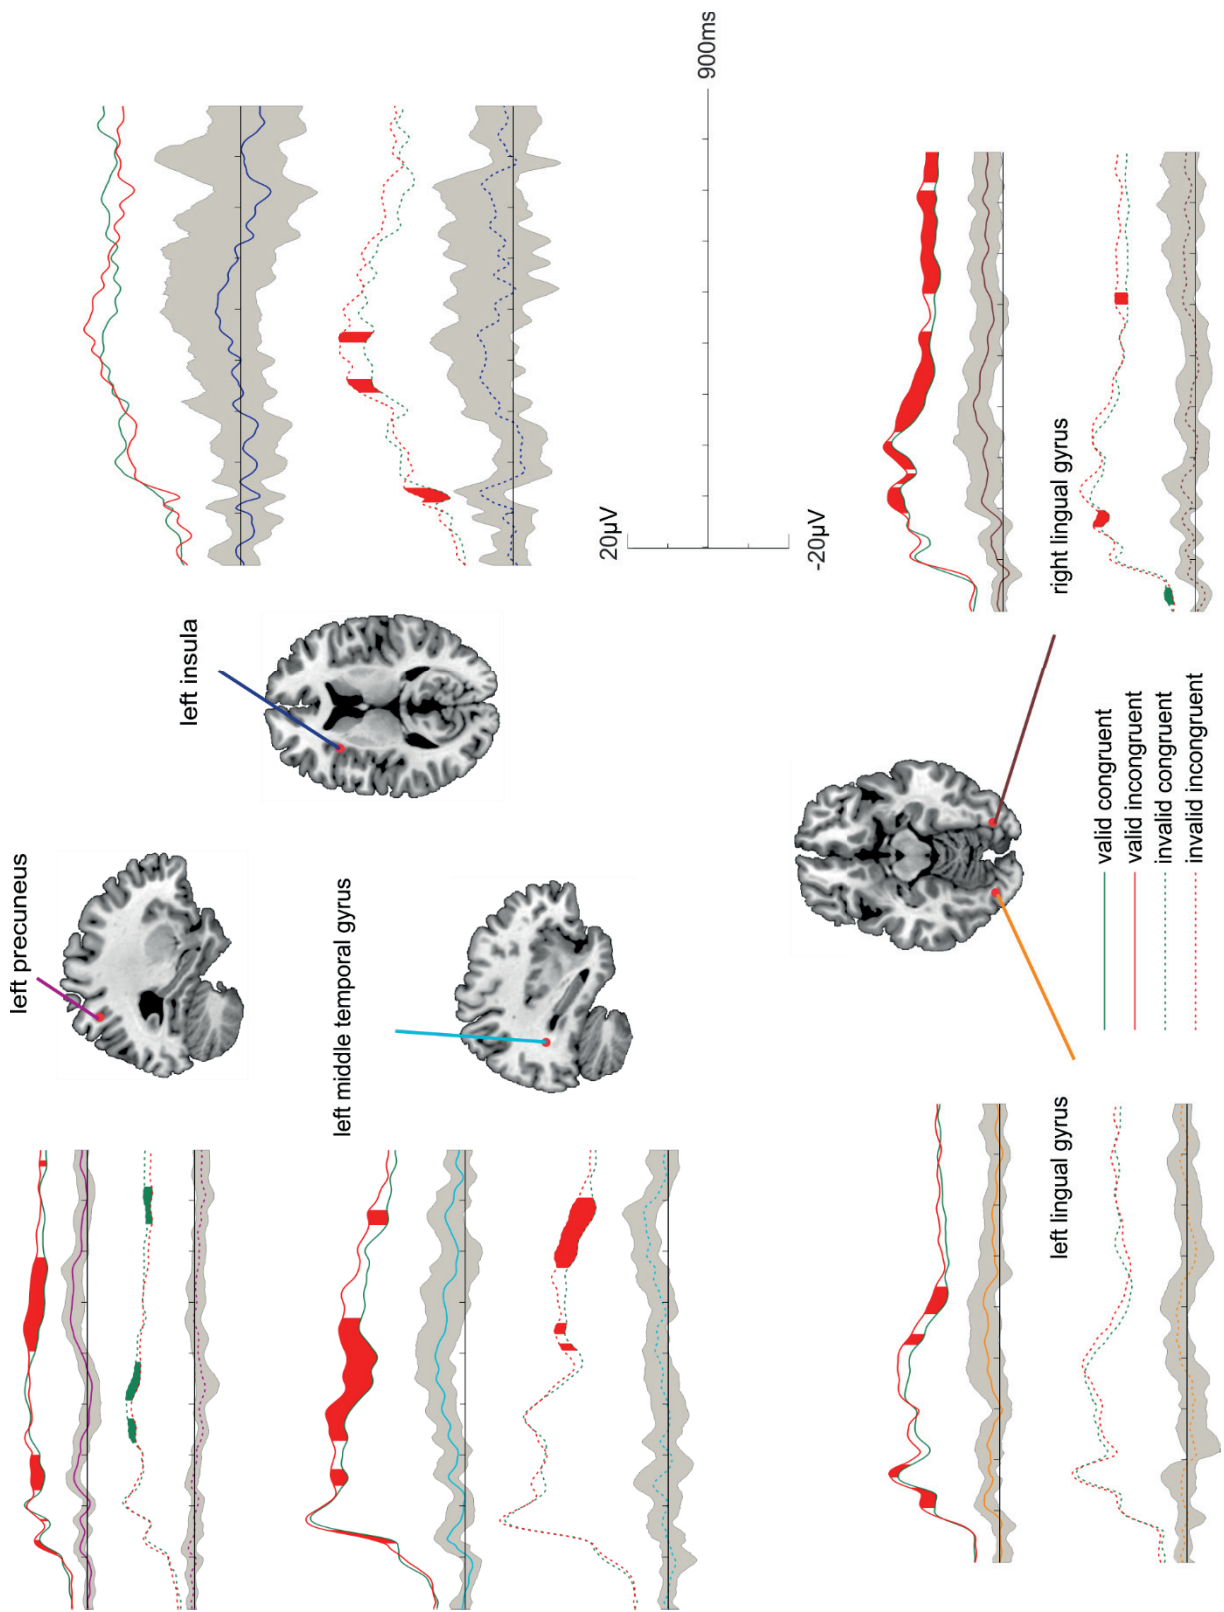 left precuneus
left insula
left middle temporal gyrus
20µV
-20µV
900ms
left lingual gyrus
right lingual gyrus
valid congruent
valid incongruent
invalid congruent
invalid incongruent